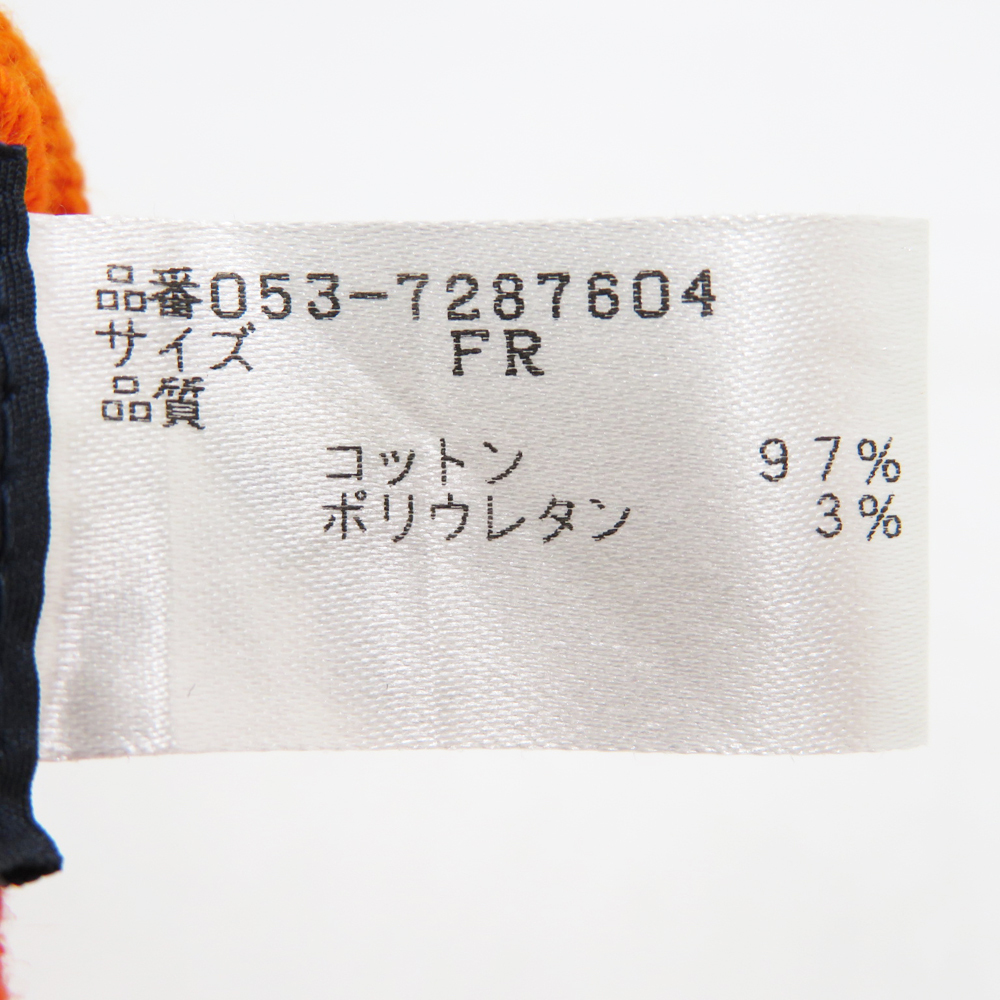 品番053-7287604
サイズ FR
品質
コットン 97%
ポリウレタン 3%